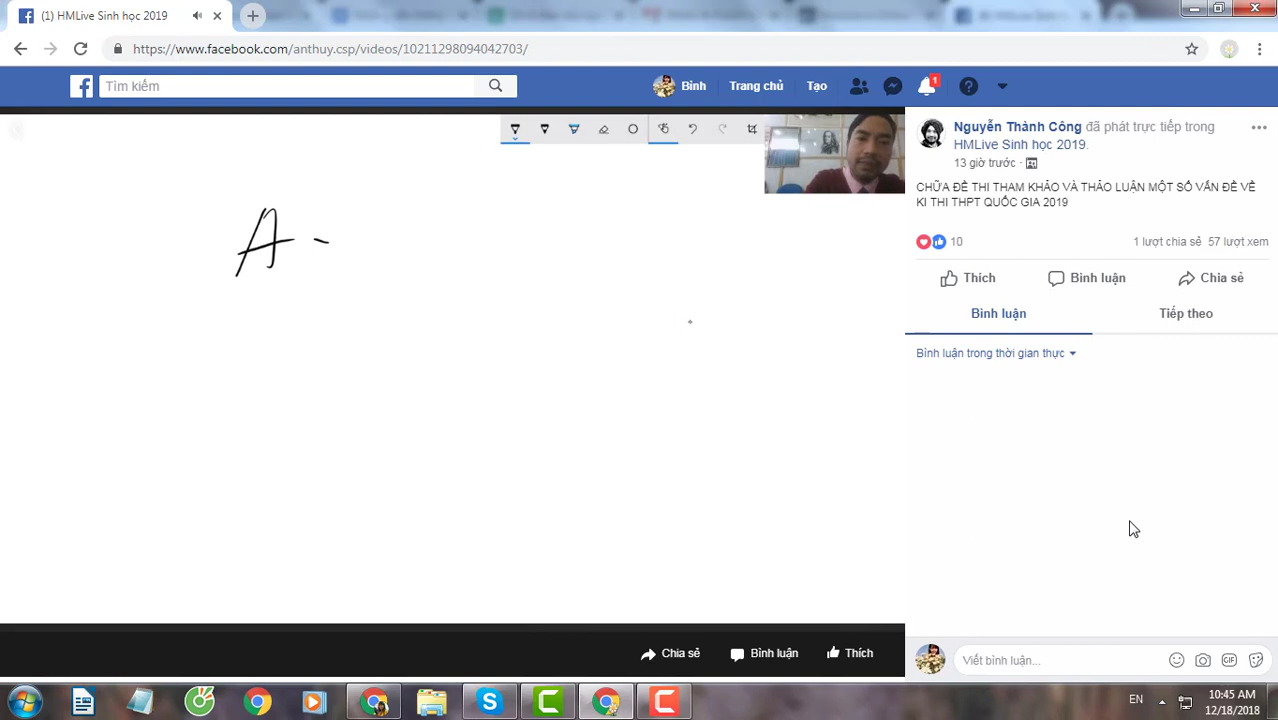 (1) HMLive Sinh học 2019
https://www.facebook.com/anthuy.csp/videos/10211298094042703/
Tìm kiếm
Bình
Trang chủ
Tạo
1
Nguyễn Thành Công đã phát trực tiếp trong
HMLive Sinh học 2019.
13 giờ trước ·
CHỮA ĐỀ THI THAM KHẢO VÀ THẢO LUẬN MỘT SỐ VẤN ĐỀ VỀ
KI THI THPT QUỐC GIA 2019
A -
10
1 lượt chia sẻ 57 lượt xem
Thích
Bình luận
Chia sẻ
Bình luận
Tiếp theo
Bình luận trong thời gian thực
Chia sẻ
Bình luận
Thích
Viết bình luận...
GIF
EN
10:45 AM
12/18/2018